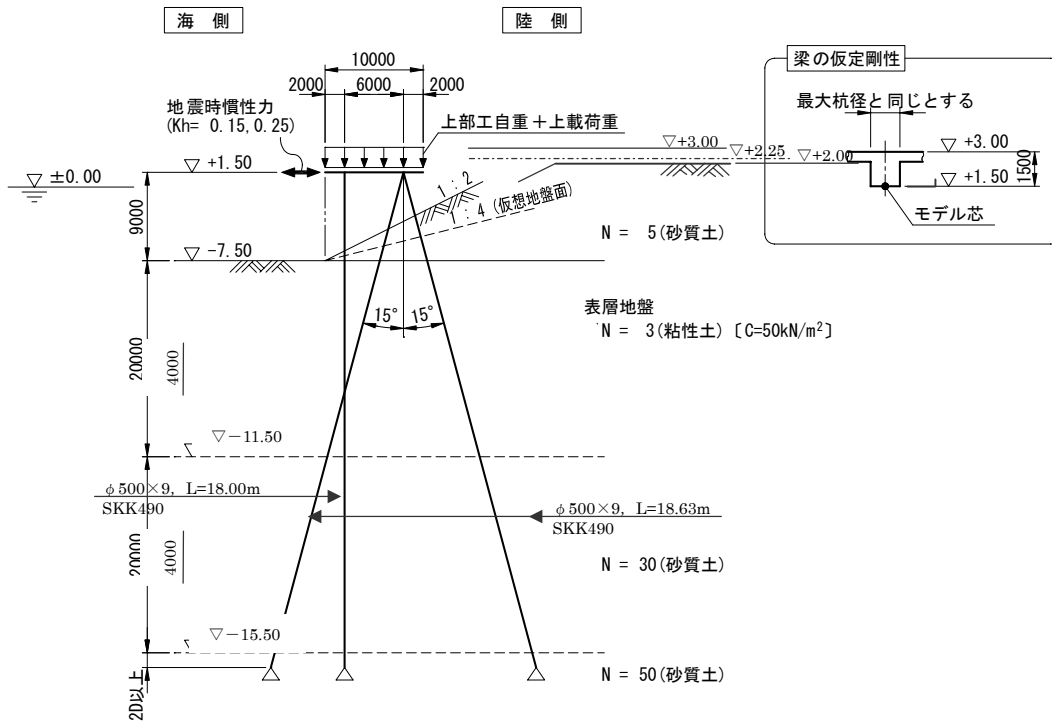 海 側
陸 側
10000
2000
6000
2000
地震時慣性力
(Kh= 0.15,0.25)
上部工自重＋上載荷重
▽ +1.50
▽ ±0.00
9000
▽ -7.50
1 : 2
1 : 4 (仮想地盤面)
▽+3.00
▽+2.25
▽+2.00
梁の仮定剛性
最大杭径と同じとする
▽ +3.00
1500
▽ +1.50
モデル芯
N = 5(砂質土)
15°
15°
表層地盤
N = 3(粘性土) 〔C=50kN/m²〕
20000
4000
▽－11.50
φ500×9, L=18.00m
SKK490
φ500×9, L=18.63m
SKK490
20000
4000
N = 30(砂質土)
▽－15.50
2D以上
N = 50(砂質土)